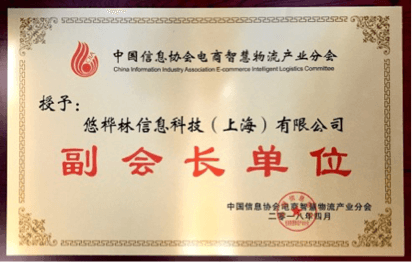 中国信息协会电商智慧物流产业分会
China Information Industry Association E-commerce Intelligent Logistics Committee
授予：
悠桦林信息科技（上海）有限公司
副会长单位
中国信息协会电商智慧物流产业分会
二零一八年四月